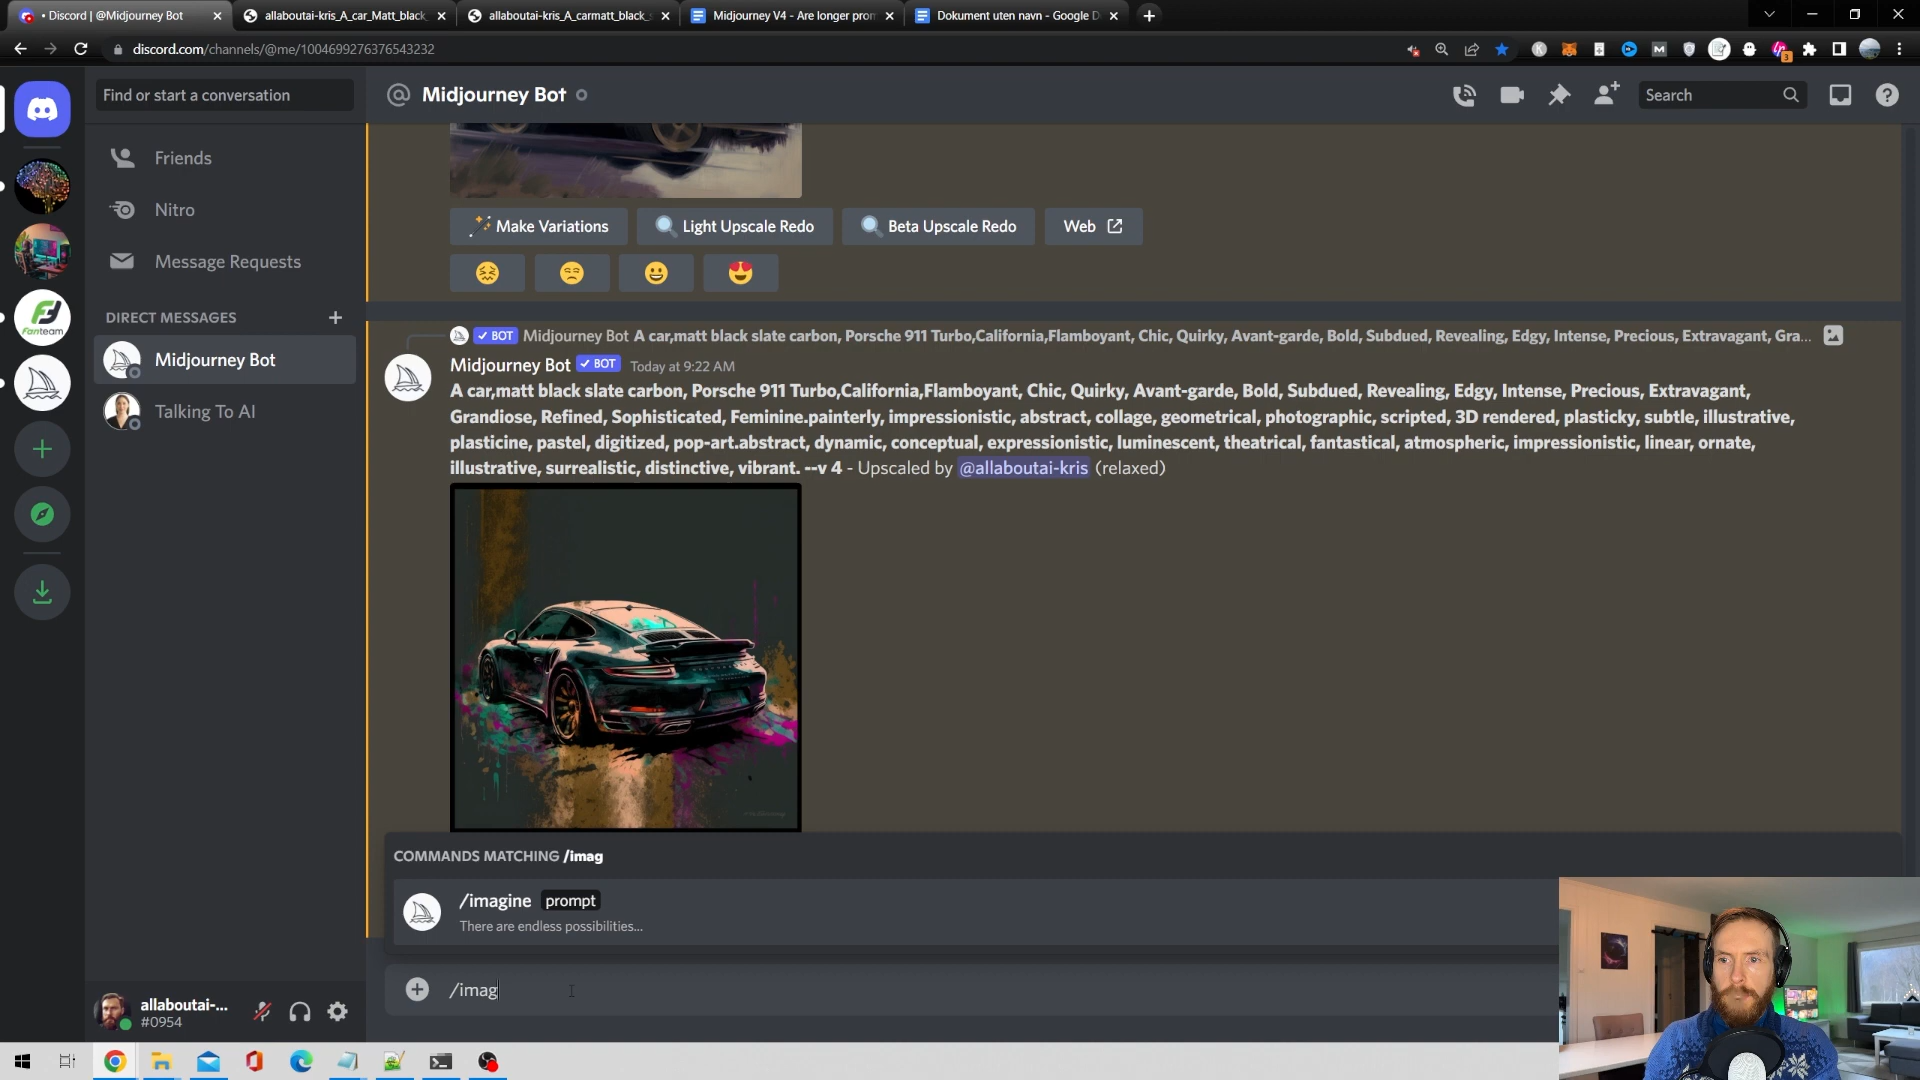 • Discord | @Midjourney Bot
allaboutai-kris_A_car_Matt_black_
allaboutai-kris_A_carmatt_black_s
Midjourney V4 - Are longer prom
Dokument uten navn - Google D
discord.com/channels/@me/1004699276376543232
3
Find or start a conversation
Midjourney Bot
Search
Friends
Nitro
Message Requests
DIRECT MESSAGES
Midjourney Bot
Talking To AI
Fanteam
Make Variations
Light Upscale Redo
Beta Upscale Redo
Web
BOT Midjourney Bot A car,matt black slate carbon, Porsche 911 Turbo,California,Flamboyant, Chic, Quirky, Avant-garde, Bold, Subdued, Revealing, Edgy, Intense, Precious, Extravagant, Gra...
Midjourney Bot BOT Today at 9:22 AM
A car,matt black slate carbon, Porsche 911 Turbo,California,Flamboyant, Chic, Quirky, Avant-garde, Bold, Subdued, Revealing, Edgy, Intense, Precious, Extravagant,
Grandiose, Refined, Sophisticated, Feminine.painterly, impressionistic, abstract, collage, geometrical, photographic, scripted, 3D rendered, plasticky, subtle, illustrative,
plasticine, pastel, digitized, pop-art.abstract, dynamic, conceptual, expressionistic, luminescent, theatrical, fantastical, atmospheric, impressionistic, linear, ornate,
illustrative, surrealistic, distinctive, vibrant. --v 4 - Upscaled by @allaboutai-kris (relaxed)
COMMANDS MATCHING /imag
/imagine prompt
There are endless possibilities...
/imag
allaboutai-...
#0954